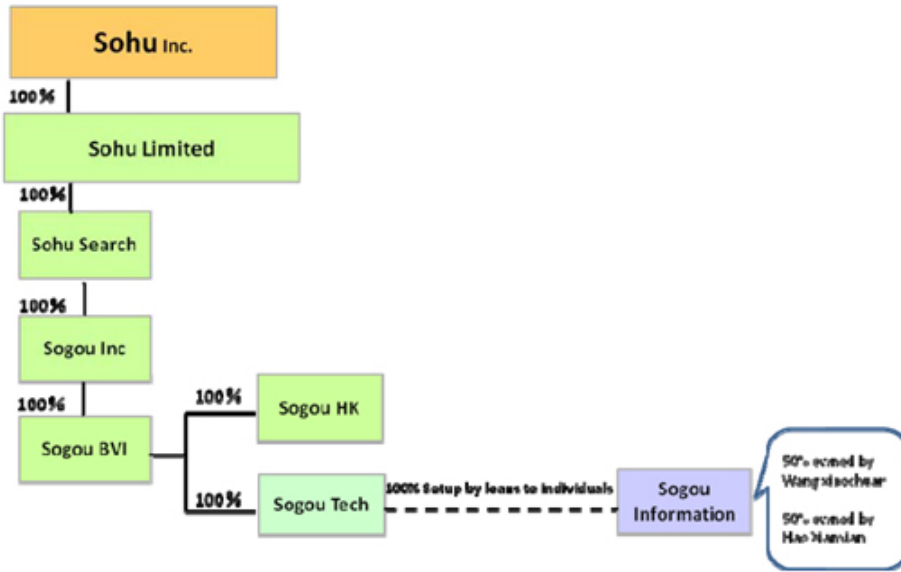 Sohu Inc.
100%
Sohu Limited
100%
Sohu Search
100%
Sogou Inc
100%
Sogou BVI
100%
Sogou HK
100%
Sogou Tech
100% Setup by loans to individuals
Sogou
Information
50% owned by
50% owned by